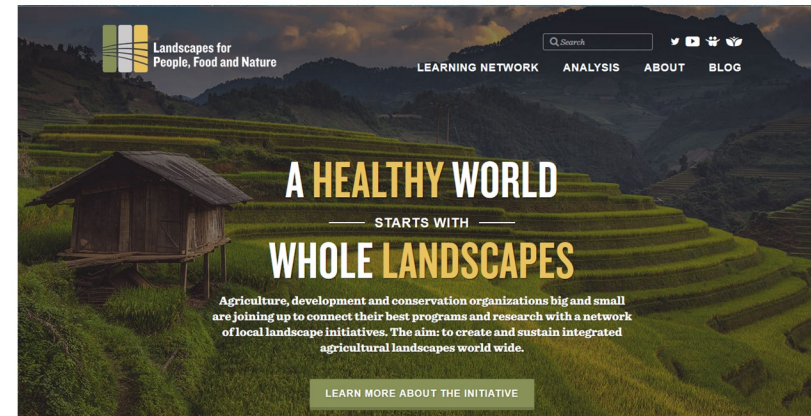 Landscapes for
People, Food and Nature
Search
LEARNING NETWORK ANALYSIS ABOUT BLOG
A HEALTHY WORLD
STARTS WITH
WHOLE LANDSCAPES
Agriculture, development and conservation organizations big and small
are joining up to connect their best programs and research with a network
of local landscape initiatives. The aim: to create and sustain integrated
agricultural landscapes world wide.
LEARN MORE ABOUT THE INITIATIVE